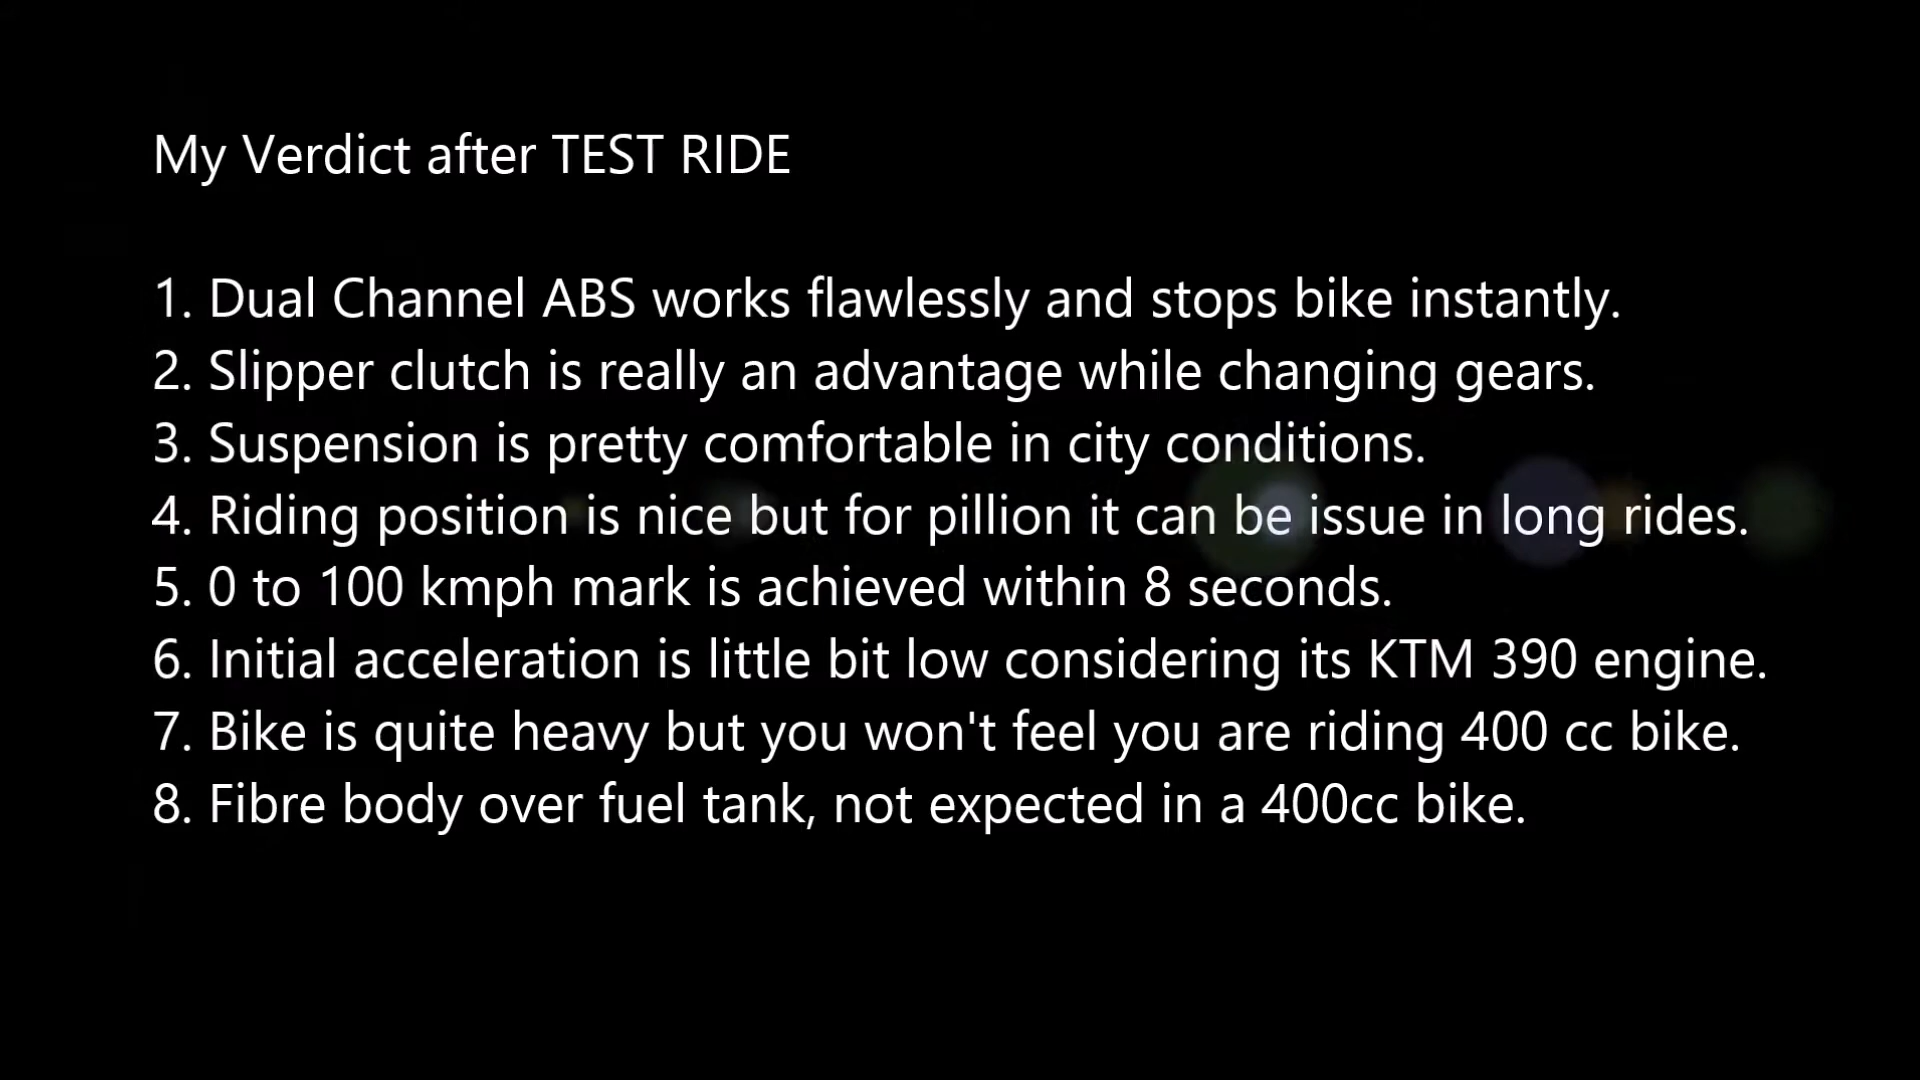 My Verdict after TEST RIDE
1. Dual Channel ABS works flawlessly and stops bike instantly.
2. Slipper clutch is really an advantage while changing gears.
3. Suspension is pretty comfortable in city conditions.
4. Riding position is nice but for pillion it can be issue in long rides.
5. 0 to 100 kmph mark is achieved within 8 seconds.
6. Initial acceleration is little bit low considering its KTM 390 engine.
7. Bike is quite heavy but you won't feel you are riding 400 cc bike.
8. Fibre body over fuel tank, not expected in a 400cc bike.